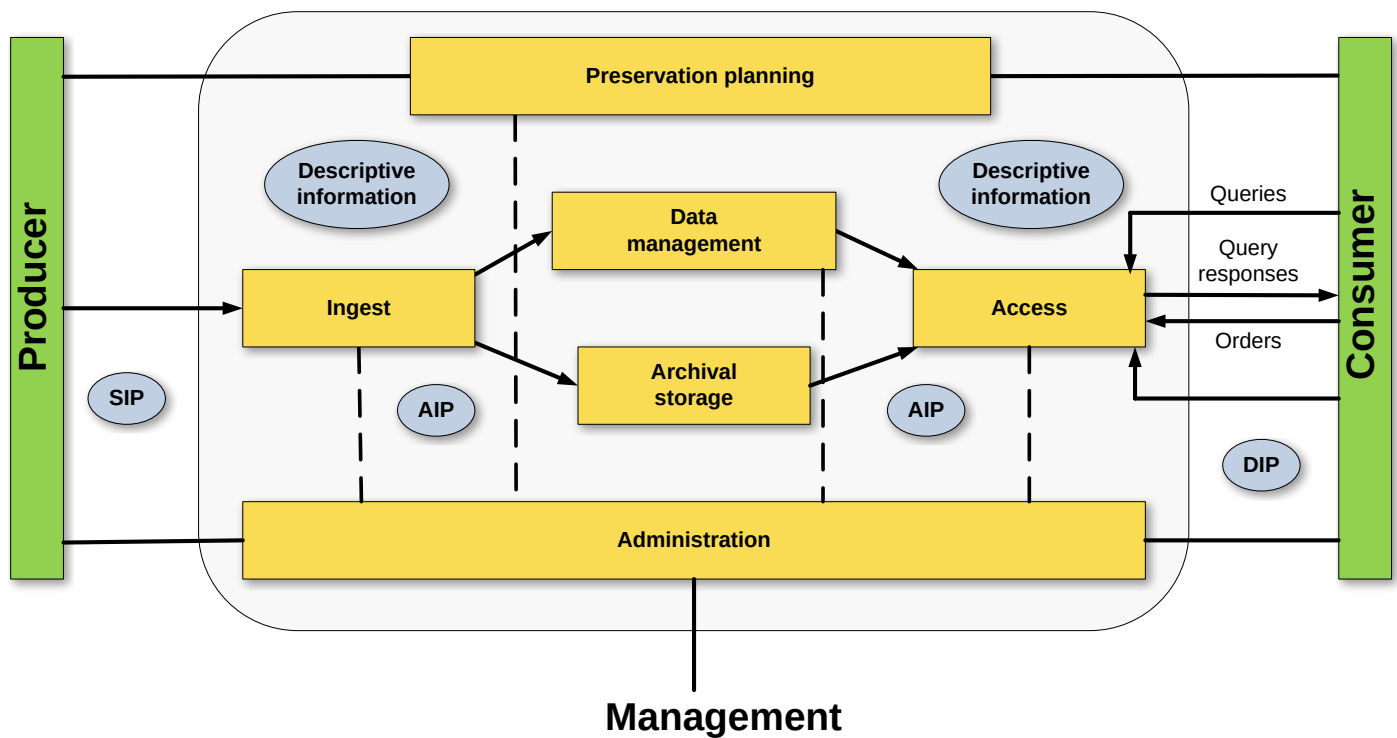 Preservation planning
Descriptive
information
Descriptive
information
Producer
Consumer
Data
management
Queries
Query
responses
Ingest
Access
Orders
Archival
storage
SIP
AIP
AIP
DIP
Administration
Management